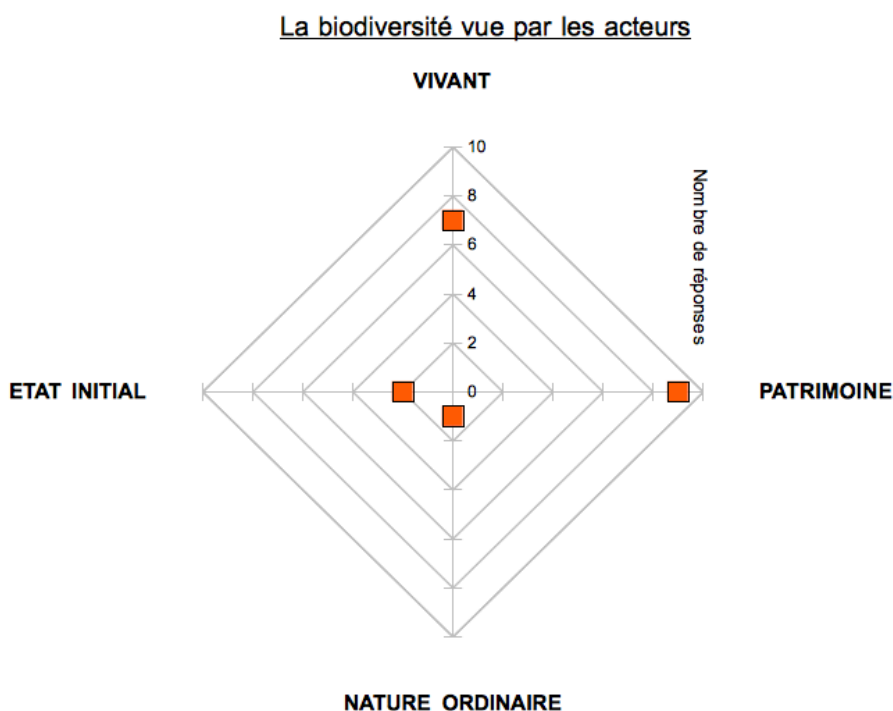 La biodiversité vue par les acteurs
VIVANT
10
8
6
4
2
0
Nombre de réponses
ETAT INITIAL
PATRIMOINE
NATURE ORDINAIRE